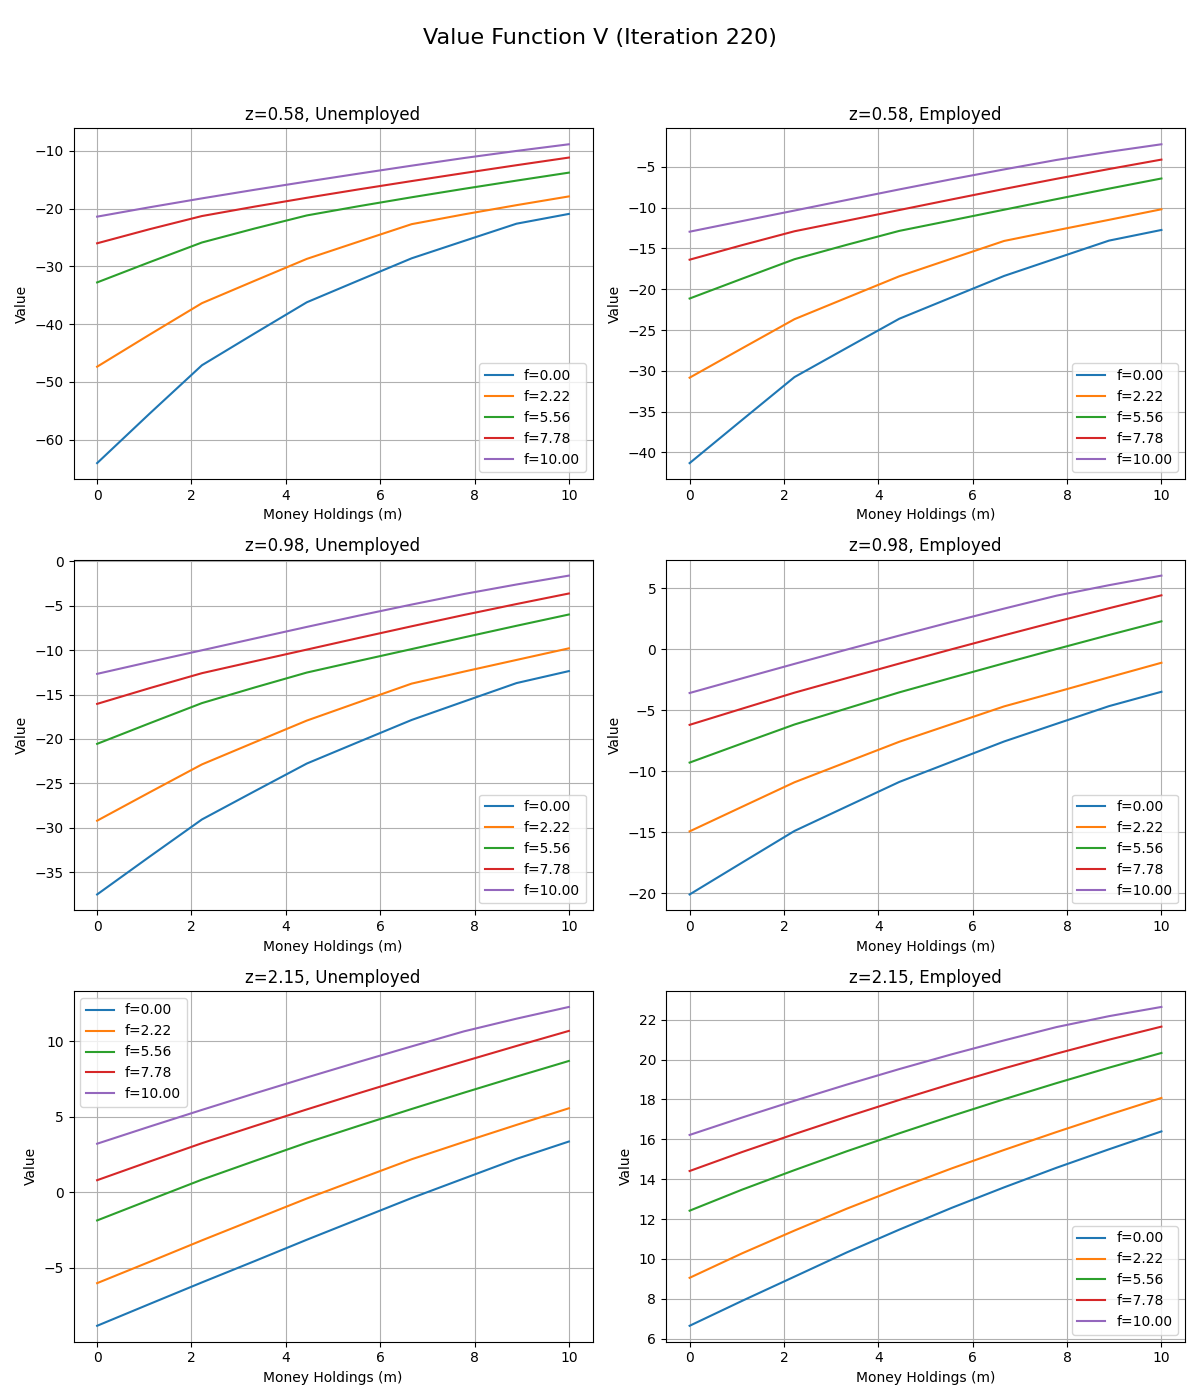 Value Function V (Iteration 220)
z=0.58, Unemployed
Value
−10
−20
−30
−40
−50
−60
0 2 4 6 8 10
Money Holdings (m)
f=0.00
f=2.22
f=5.56
f=7.78
f=10.00
z=0.58, Employed
Value
−5
−10
−15
−20
−25
−30
−35
−40
0 2 4 6 8 10
Money Holdings (m)
f=0.00
f=2.22
f=5.56
f=7.78
f=10.00
z=0.98, Unemployed
Value
0
−5
−10
−15
−20
−25
−30
−35
0 2 4 6 8 10
Money Holdings (m)
f=0.00
f=2.22
f=5.56
f=7.78
f=10.00
z=0.98, Employed
Value
5
0
−5
−10
−15
−20
0 2 4 6 8 10
Money Holdings (m)
f=0.00
f=2.22
f=5.56
f=7.78
f=10.00
z=2.15, Unemployed
Value
10
5
0
−5
0 2 4 6 8 10
Money Holdings (m)
f=0.00
f=2.22
f=5.56
f=7.78
f=10.00
z=2.15, Employed
Value
22
20
18
16
14
12
10
8
6
0 2 4 6 8 10
Money Holdings (m)
f=0.00
f=2.22
f=5.56
f=7.78
f=10.00